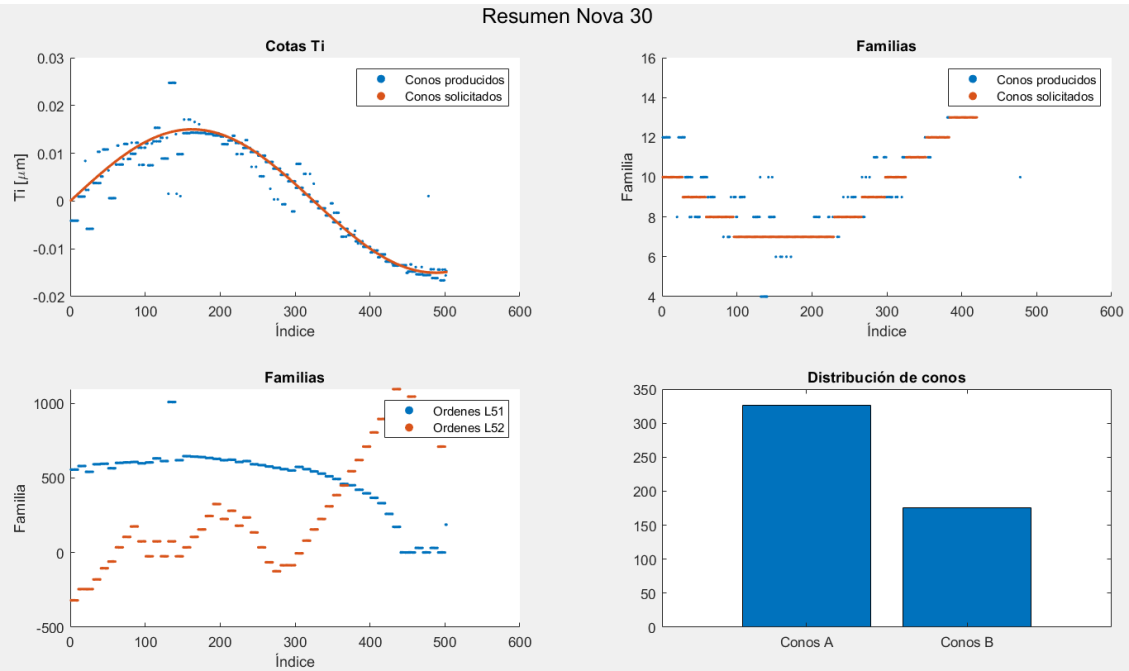 Resumen Nova 30
Cotas Ti
0.03
0.02
0.01
0
-0.01
-0.02
Ti [μm]
0
100
200
300
400
500
600
Índice
Conos producidos
Conos solicitados
Familias
16
14
12
10
8
6
4
Familia
0
100
200
300
400
500
600
Índice
Conos producidos
Conos solicitados
Familias
1000
500
0
-500
Familia
0
100
200
300
400
500
600
Índice
Ordenes L51
Ordenes L52
Distribución de conos
350
300
250
200
150
100
50
0
Conos A
Conos B